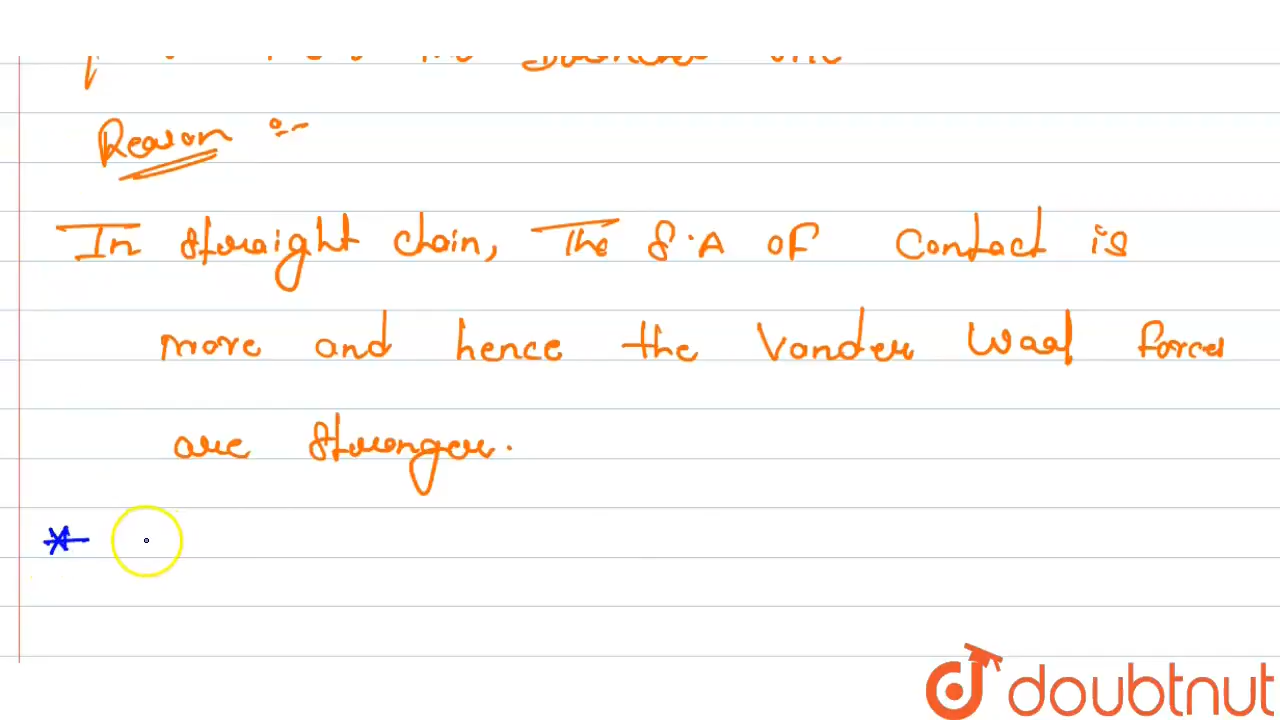 Reason :-
In straight chain, The S.A of Contact is
more and hence the Vander Waal forces
are stronger.
*
doubtnut